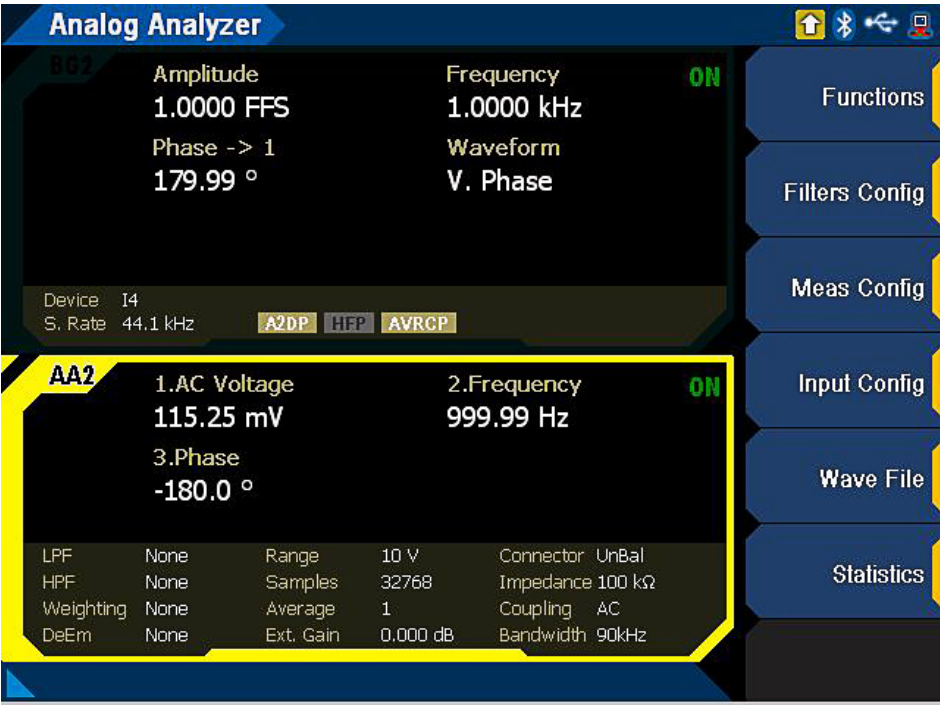 Analog Analyzer
BG2
Amplitude Frequency ON
1.0000 FFS 1.0000 kHz
Phase -> 1 Waveform
179.99 ° V. Phase
Device I4
S. Rate 44.1 kHz A2DP HFP AVRCP
AA2
1.AC Voltage 2.Frequency ON
115.25 mV 999.99 Hz
3.Phase
-180.0 °
LPF None Range 10 V Connector UnBal
HPF None Samples 32768 Impedance 100 kΩ
Weighting None Average 1 Coupling AC
DeEm None Ext. Gain 0.000 dB Bandwidth 90kHz
Functions
Filters Config
Meas Config
Input Config
Wave File
Statistics